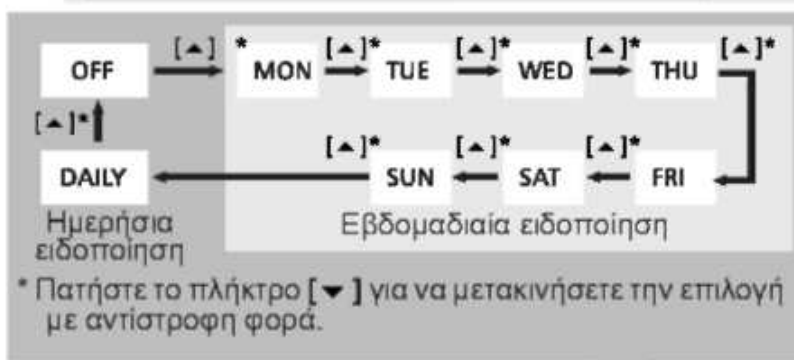 [▲] * [▲]* [▲]* [▲]* [▲]*
OFF MON TUE WED THU
[▲]*
[▲]* [▲]* [▲]*
DAILY SUN SAT FRI
Ημερήσια ειδοποίηση
Εβδομαδιαία ειδοποίηση
* Πατήστε το πλήκτρο [▼] για να μετακινήσετε την επιλογή
με αντίστροφη φορά.